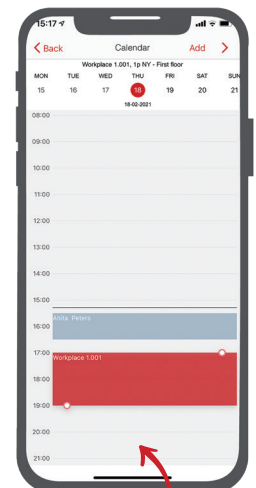 15:17
Back Calendar Add
Workplace 1.001, 1p NY - First floor
MON TUE WED THU FRI SAT SUN
15 16 17 18 19 20 21
18-02-2021
08:00
09:00
10:00
11:00
12:00
13:00
14:00
15:00
Anita Peters
16:00
17:00
Workplace 1.001
18:00
19:00
20:00
21:00